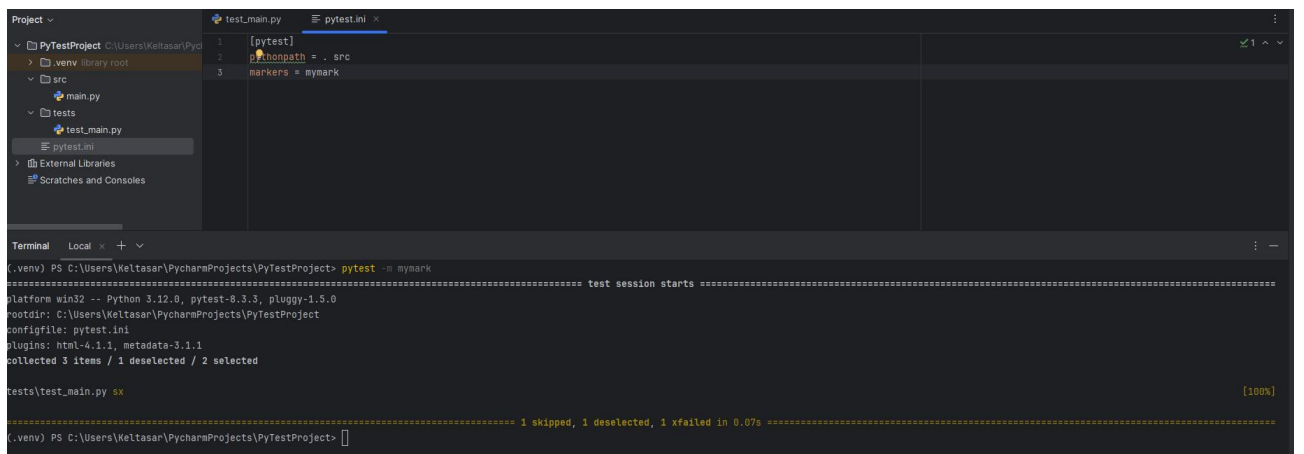 Project
PyTestProject C:\Users\Keltasar\Pycl
.venv library root
src
main.py
tests
test_main.py
pytest.ini
External Libraries
Scratches and Consoles
test_main.py pytest.ini ×
1 [pytest]
2 pythonpath = . src
3 markers = mymark
1
Terminal Local × +
(.venv) PS C:\Users\Keltasar\PycharmProjects\PyTestProject> pytest -m mymark
test session starts
platform win32 -- Python 3.12.0, pytest-8.3.3, pluggy-1.5.0
rootdir: C:\Users\Keltasar\PycharmProjects\PyTestProject
configfile: pytest.ini
plugins: html-4.1.1, metadata-3.1.1
collected 3 items / 1 deselected / 2 selected
tests\test_main.py sx [100%]
1 skipped, 1 deselected, 1 xfailed in 0.07s
(.venv) PS C:\Users\Keltasar\PycharmProjects\PyTestProject>